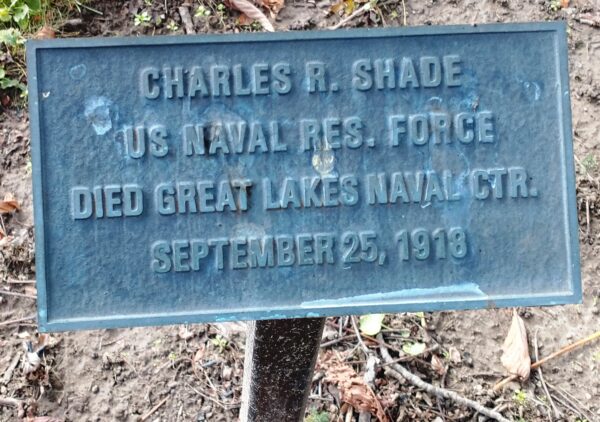 CHARLES R. SHADE
US NAVAL RES. FORCE
DIED GREAT LAKES NAVAL CTR.
SEPTEMBER 25, 1918